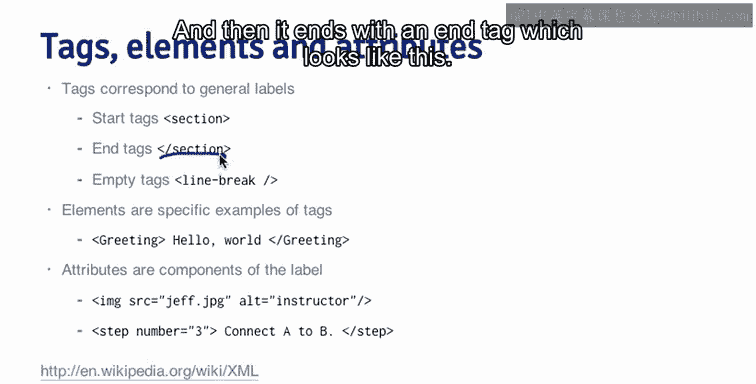 And then it ends with an end tag which
looks like this.
Tags, elements and attributes
· Tags correspond to general labels
- Start tags <section>
- End tags </section>
- Empty tags <line-break />
· Elements are specific examples of tags
- <Greeting> Hello, world </Greeting>
· Attributes are components of the label
- <img src="jeff.jpg" alt="instructor"/>
- <step number="3"> Connect A to B. </step>
http://en.wikipedia.org/wiki/XML